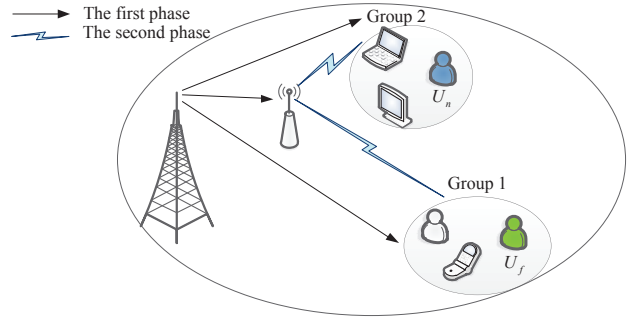 The first phase
The second phase
Group 2
U_n
Group 1
U_f